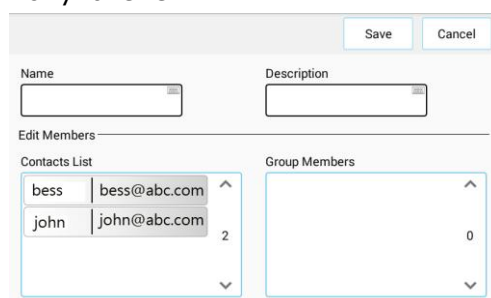 Save Cancel
Name Description
Edit Members
Contacts List Group Members
bess bess@abc.com
john john@abc.com
2 0